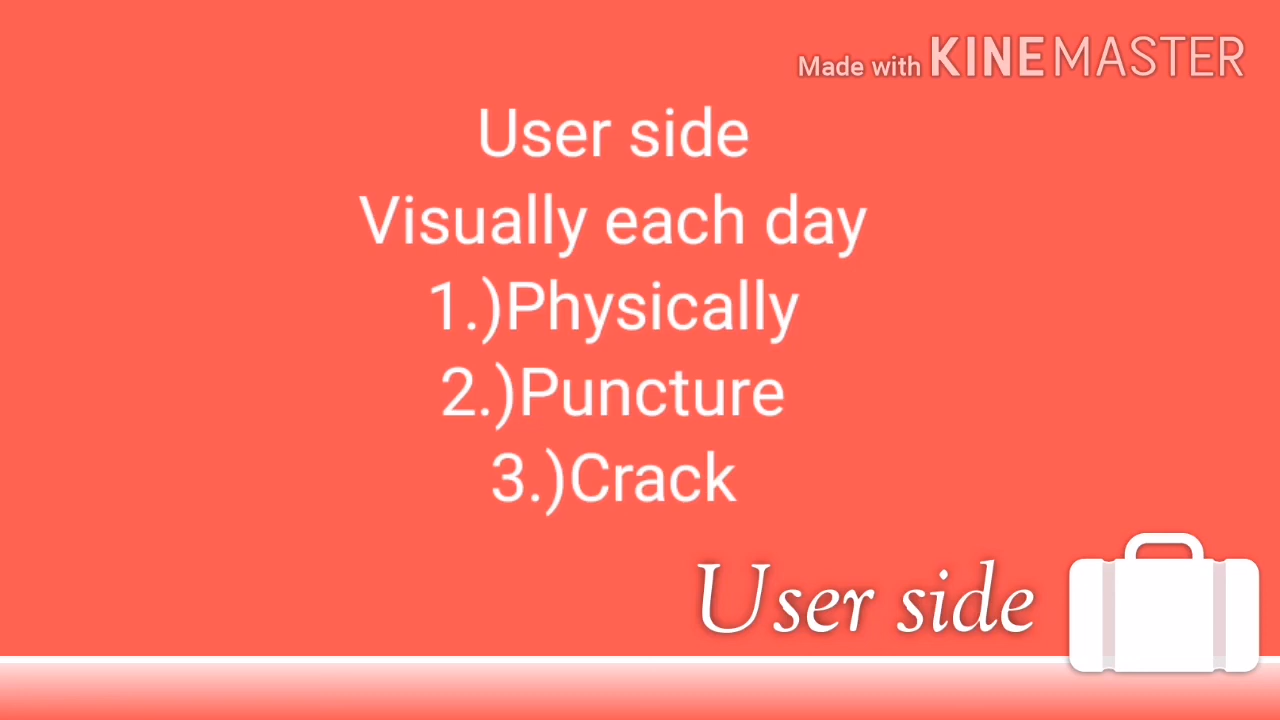 Made with KINEMASTER
User side
Visually each day
1.)Physically
2.)Puncture
3.)Crack
User side